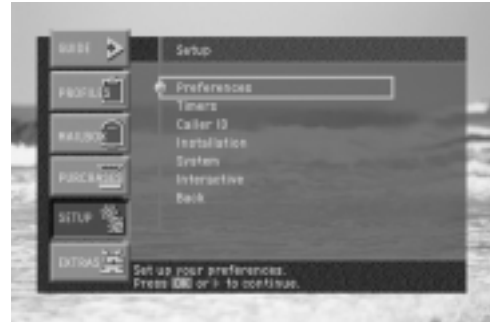 GUIDE
Setup
PROFILES
MAILBOX
PURCHASES
SETUP
EXTRAS
Preferences
Timers
Caller ID
Installation
System
Interactive
Back
Set up your preferences.
Press OK or › to continue.